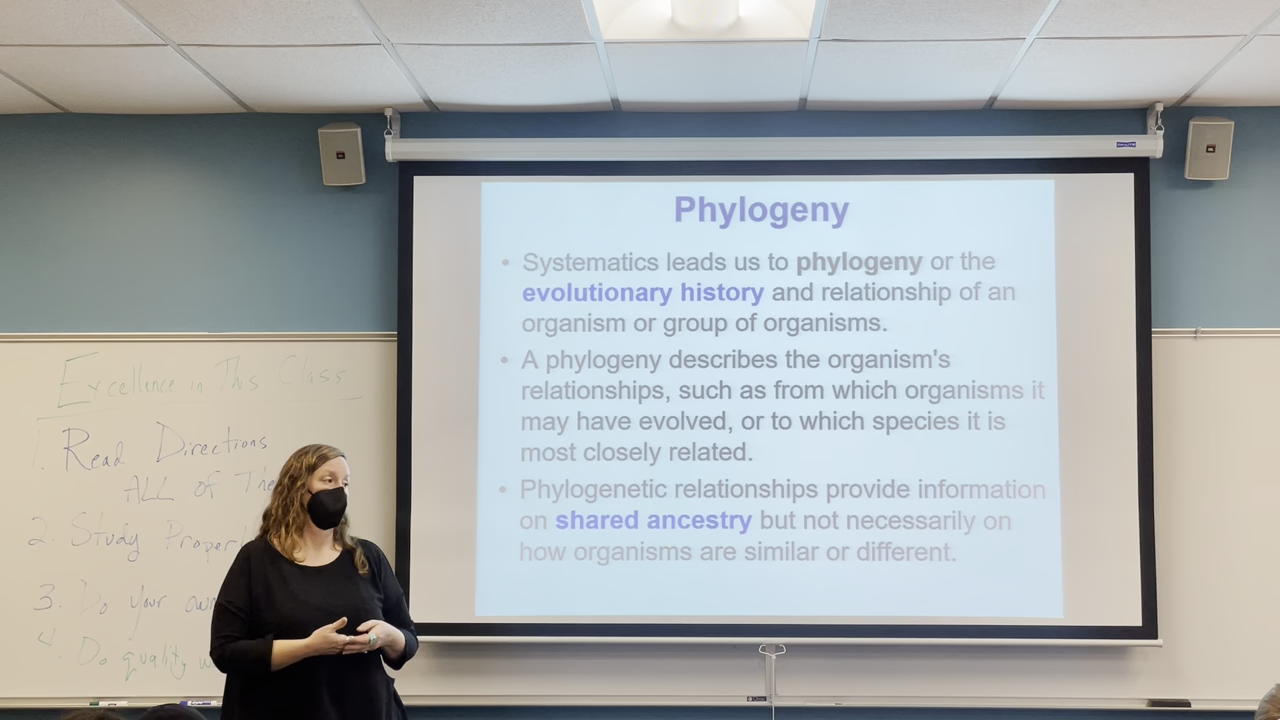 Phylogeny
• Systematics leads us to phylogeny or the
evolutionary history and relationship of an
organism or group of organisms.
• A phylogeny describes the organism's
relationships, such as from which organisms it
may have evolved, or to which species it is
most closely related.
• Phylogenetic relationships provide information
on shared ancestry but not necessarily on
how organisms are similar or different.
Excellence in This Class
1. Read Directions
ALL of The
2. Study Proper
3. Do your own
4. Do quality w